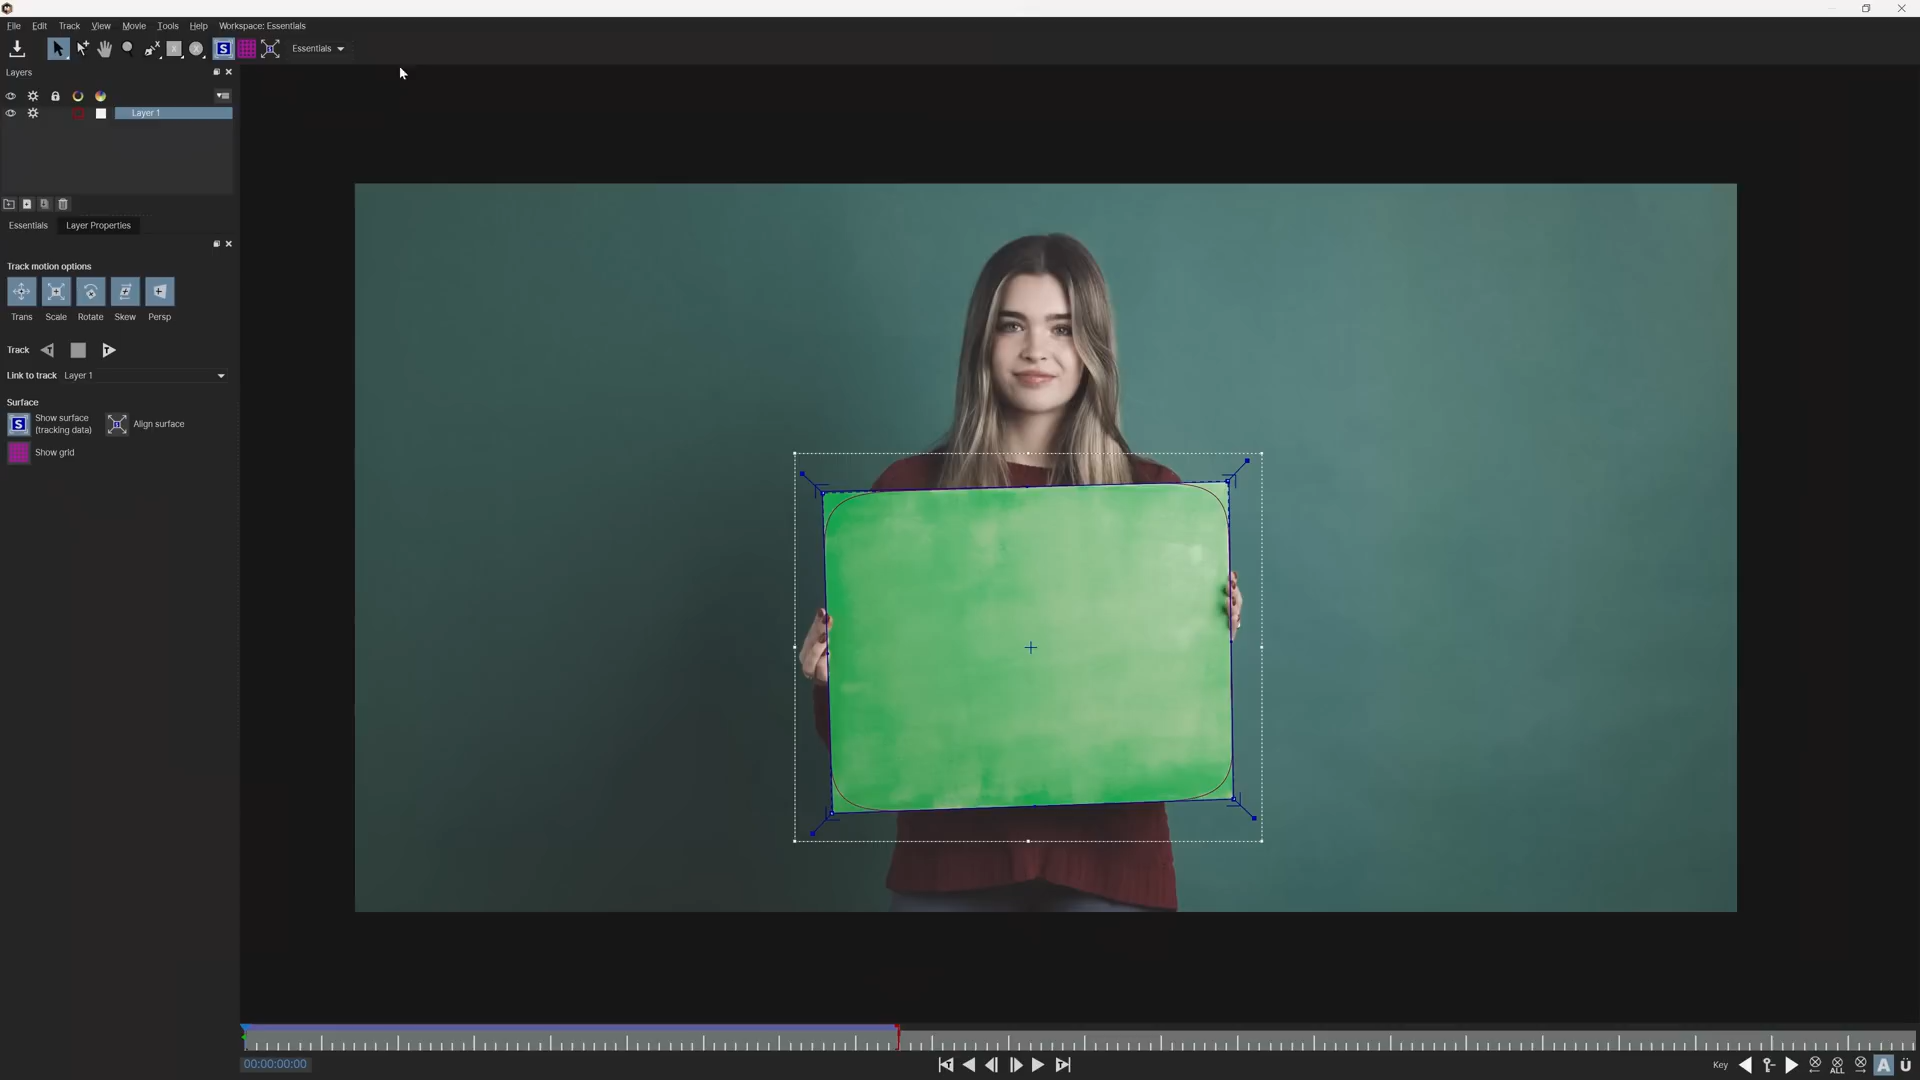 File Edit Track View Movie Tools Help Workspace: Essentials
S Essentials
Layers
Layer 1
Essentials Layer Properties
Track motion options
Trans Scale Rotate Skew Persp
Track
Link to track Layer 1
Surface
S Show surface
(tracking data)
Align surface
Show grid
00:00:00:00
Key ALL A Ü